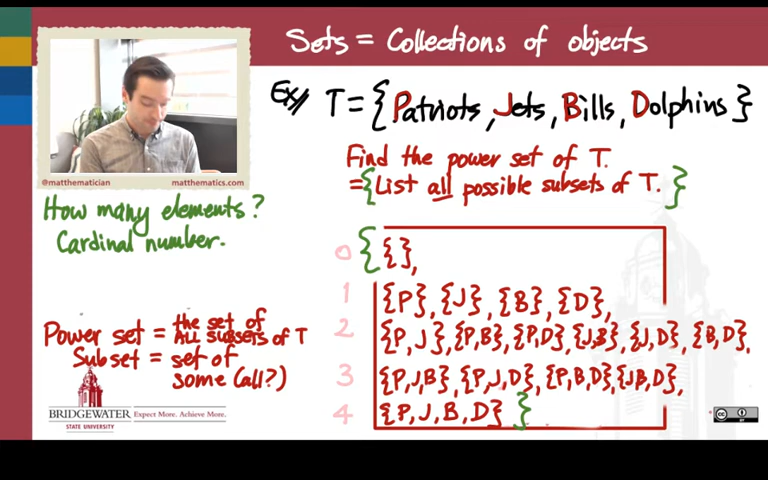 Sets = Collections of objects
Ex/ T = {Patriots, Jets, Bills, Dolphins}
Find the power set of T.
= {List all possible subsets of T. }
@matthematician matthematics.com
How many elements?
Cardinal number.
0 { {},
1 {P}, {J}, {B}, {D},
2 {P, J}, {P,B}, {P,D}, {J,B}, {J,D}, {B,D},
3 {P,J,B}, {P,J,D}, {P,B,D}, {J,B,D},
4 {P, J, B, D} }
Power set = the set of
ALL SUBSETS of T
Subset = set of
some (all?)
BRIDGEWATER
STATE UNIVERSITY
Expect More. Achieve More.
cc BY